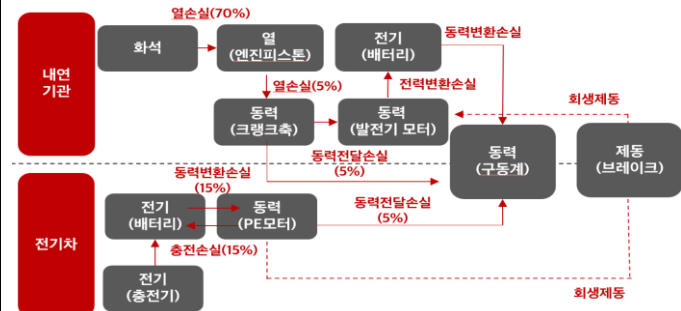 열손실(70%)
화석
열
(엔진피스톤)
전기
(배터리)
동력변환손실
내연
기관
열손실(5%)
전력변환손실
회생제동
동력
(크랭크축)
동력
(발전기 모터)
동력
(구동계)
제동
(브레이크)
동력전달손실
(5%)
동력변환손실
(15%)
전기차
전기
(배터리)
동력
(PE모터)
동력전달손실
(5%)
충전손실(15%)
전기
(충전기)
회생제동